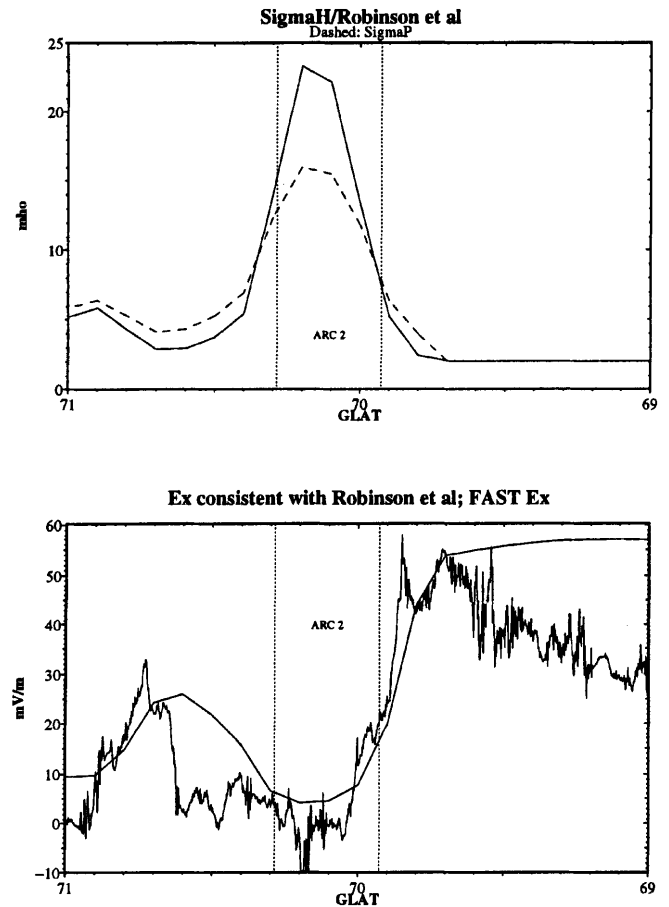 SigmaH/Robinson et al
Dashed: SigmaP
25
20
mho
10
ARC 2
0
71
70
69
GLAT
Ex consistent with Robinson et al; FAST Ex
60
50
ARC 2
40
30
mV/m
20
10
0
−10
71
70
69
GLAT